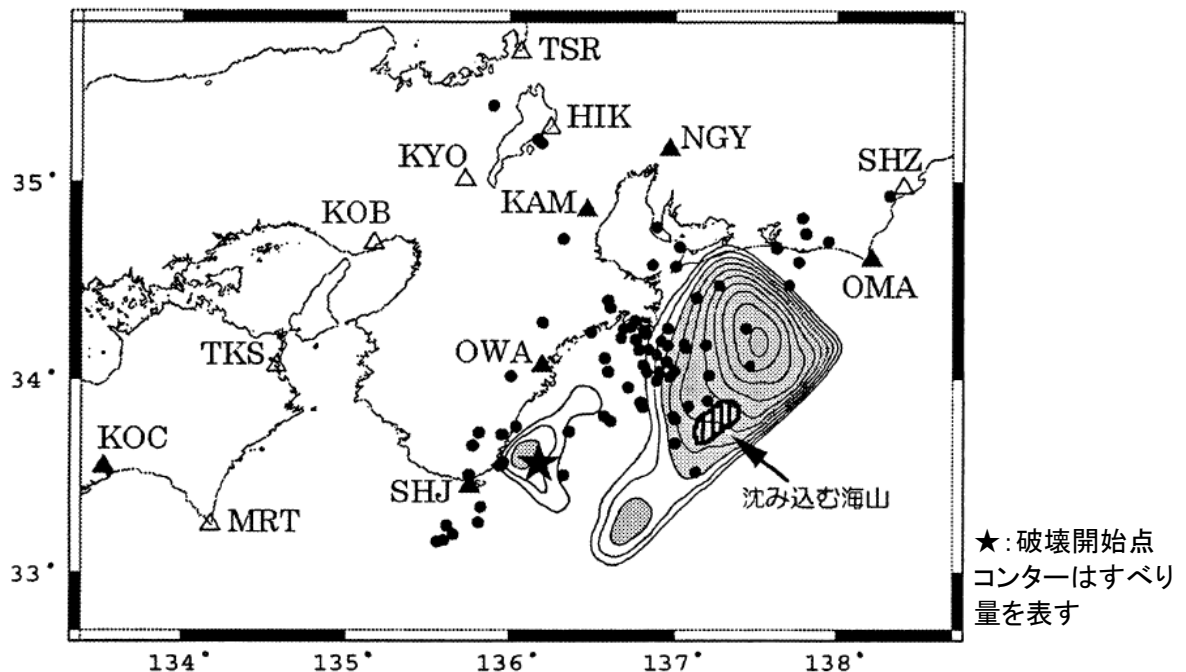 TSR
HIK
NGY
KYO
SHZ
35°
KAM
KOB
OMA
OWA
TKS
34°
KOC
SHJ
沈み込む海山
MRT
★:破壊開始点
コンターはすべり
量を表す
33°
134° 135° 136° 137° 138°